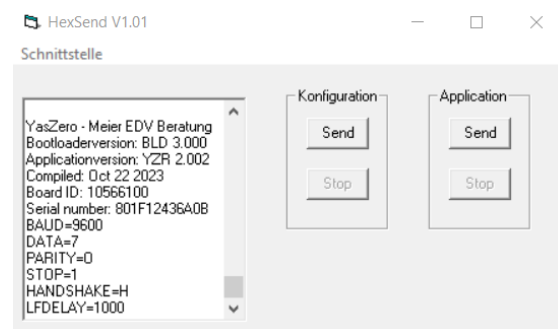 HexSend V1.01
Schnittstelle
YasZero - Meier EDV Beratung
Bootloaderversion: BLD 3.000
Applicationversion: YZR 2.002
Compiled: Oct 22 2023
Board ID: 10566100
Serial number: 801F12436A0B
BAUD=9600
DATA=7
PARITY=O
STOP=1
HANDSHAKE=H
LFDELAY=1000
Konfiguration
Send
Stop
Application
Send
Stop